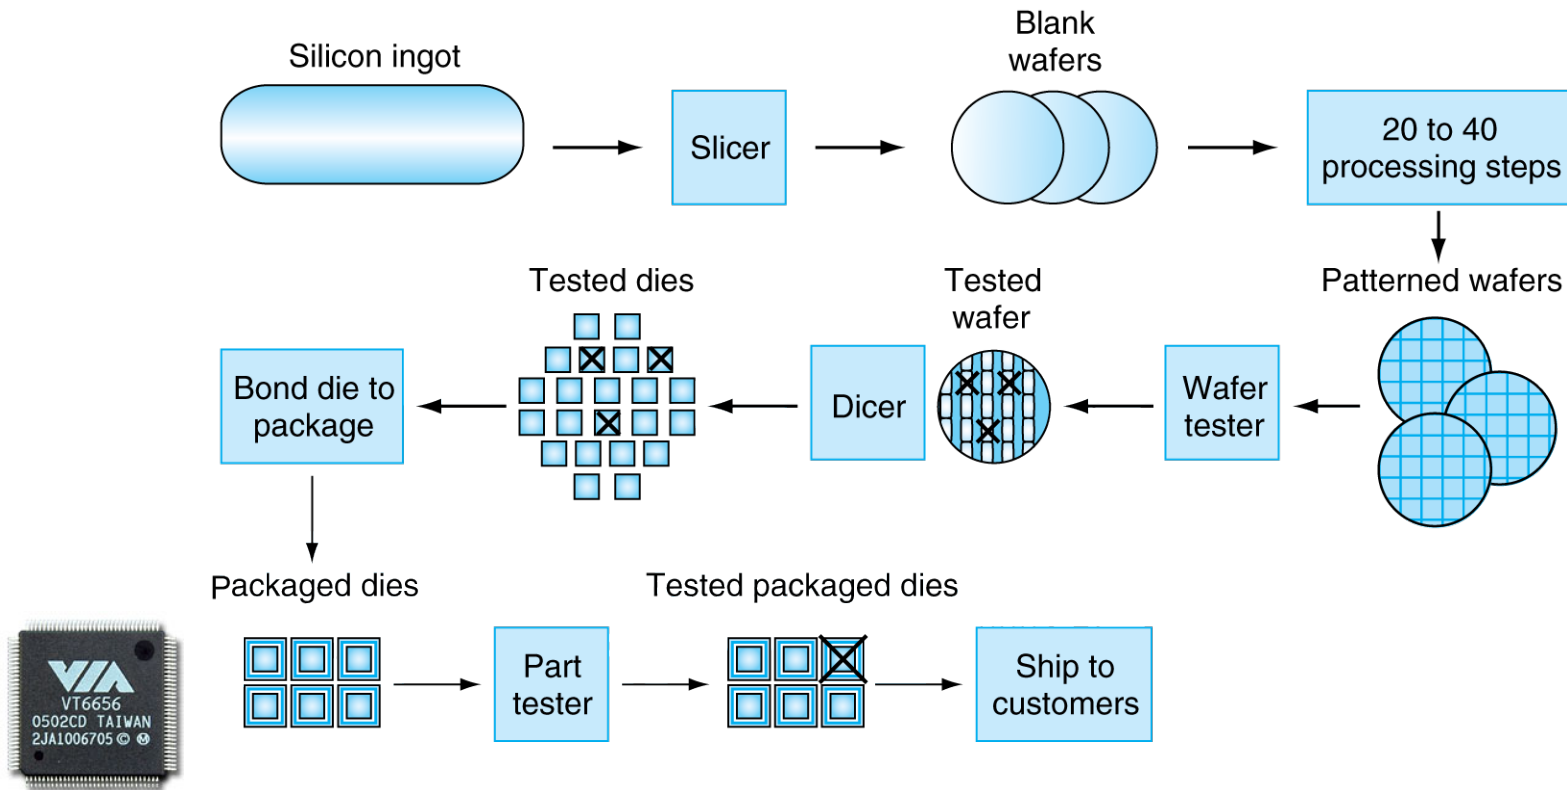 Silicon ingot
Slicer
Blank
wafers
20 to 40
processing steps
Tested dies
Tested
wafer
Patterned wafers
Bond die to
package
Dicer
Wafer
tester
Packaged dies
Tested packaged dies
VIA
VT6656
0502CD TAIWAN
2JA1006705 © Ⓜ
Part
tester
Ship to
customers